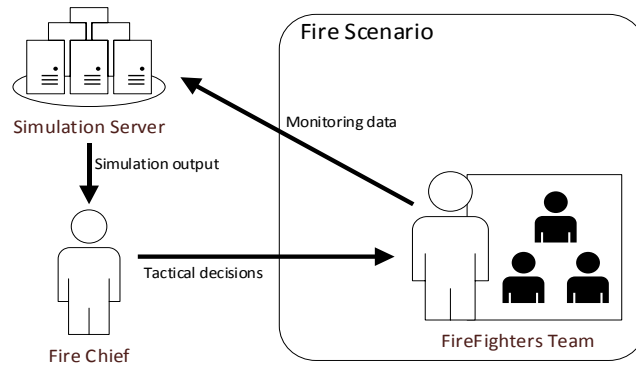 Fire Scenario
Simulation Server
Monitoring data
Simulation output
Tactical decisions
Fire Chief
FireFighters Team